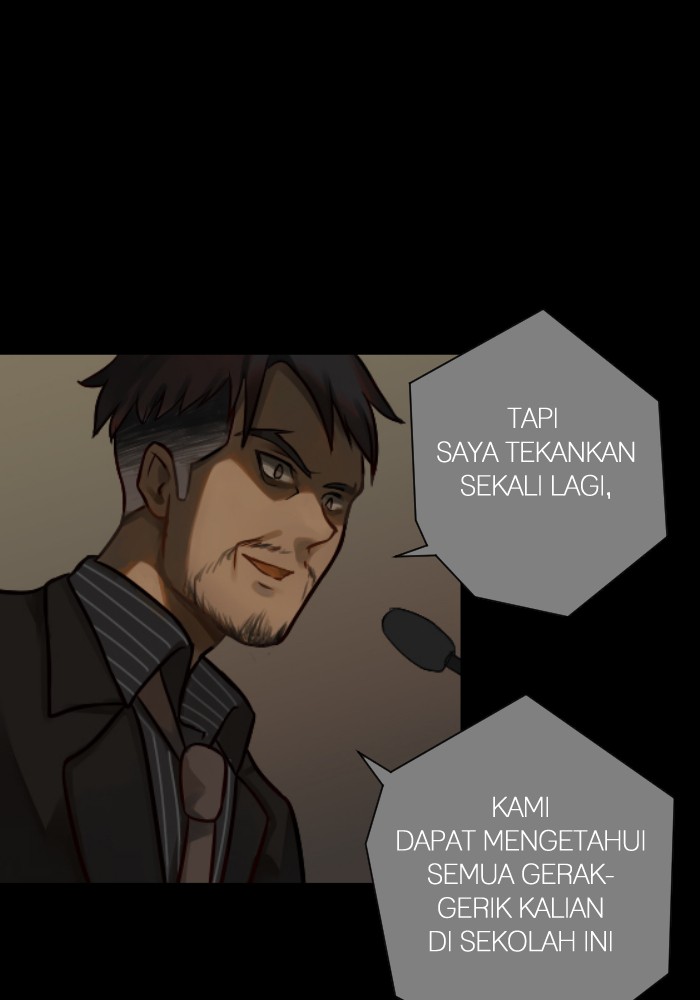 TAPI
SAYA TEKANKAN
SEKALI LAGI,
KAMI
DAPAT MENGETAHUI
SEMUA GERAK-
GERIK KALIAN
DI SEKOLAH INI